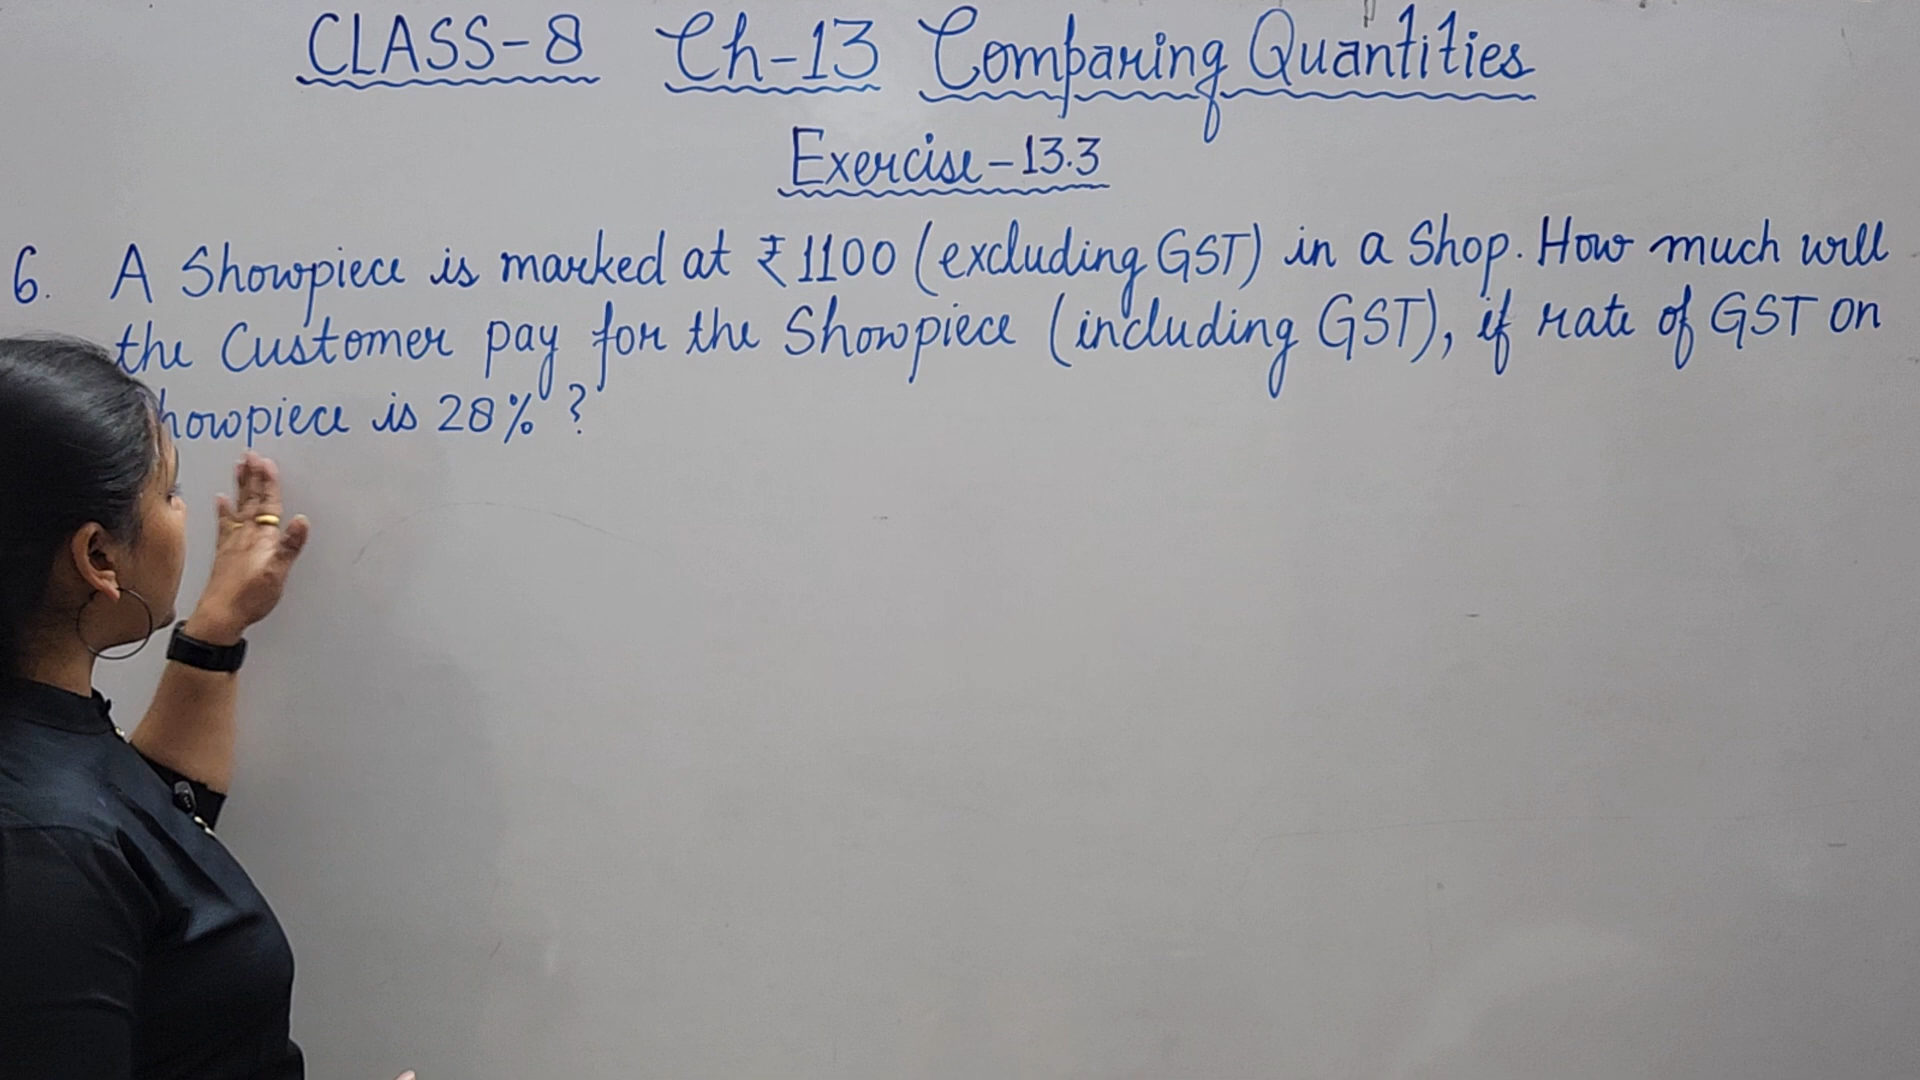 CLASS-8 Ch-13 Comparing Quantities
Exercise-13.3
6. A Showpiece is marked at ₹1100 (excluding GST) in a Shop. How much will
the Customer pay for the Showpiece (including GST), if rate of GST on
howpiece is 28%?